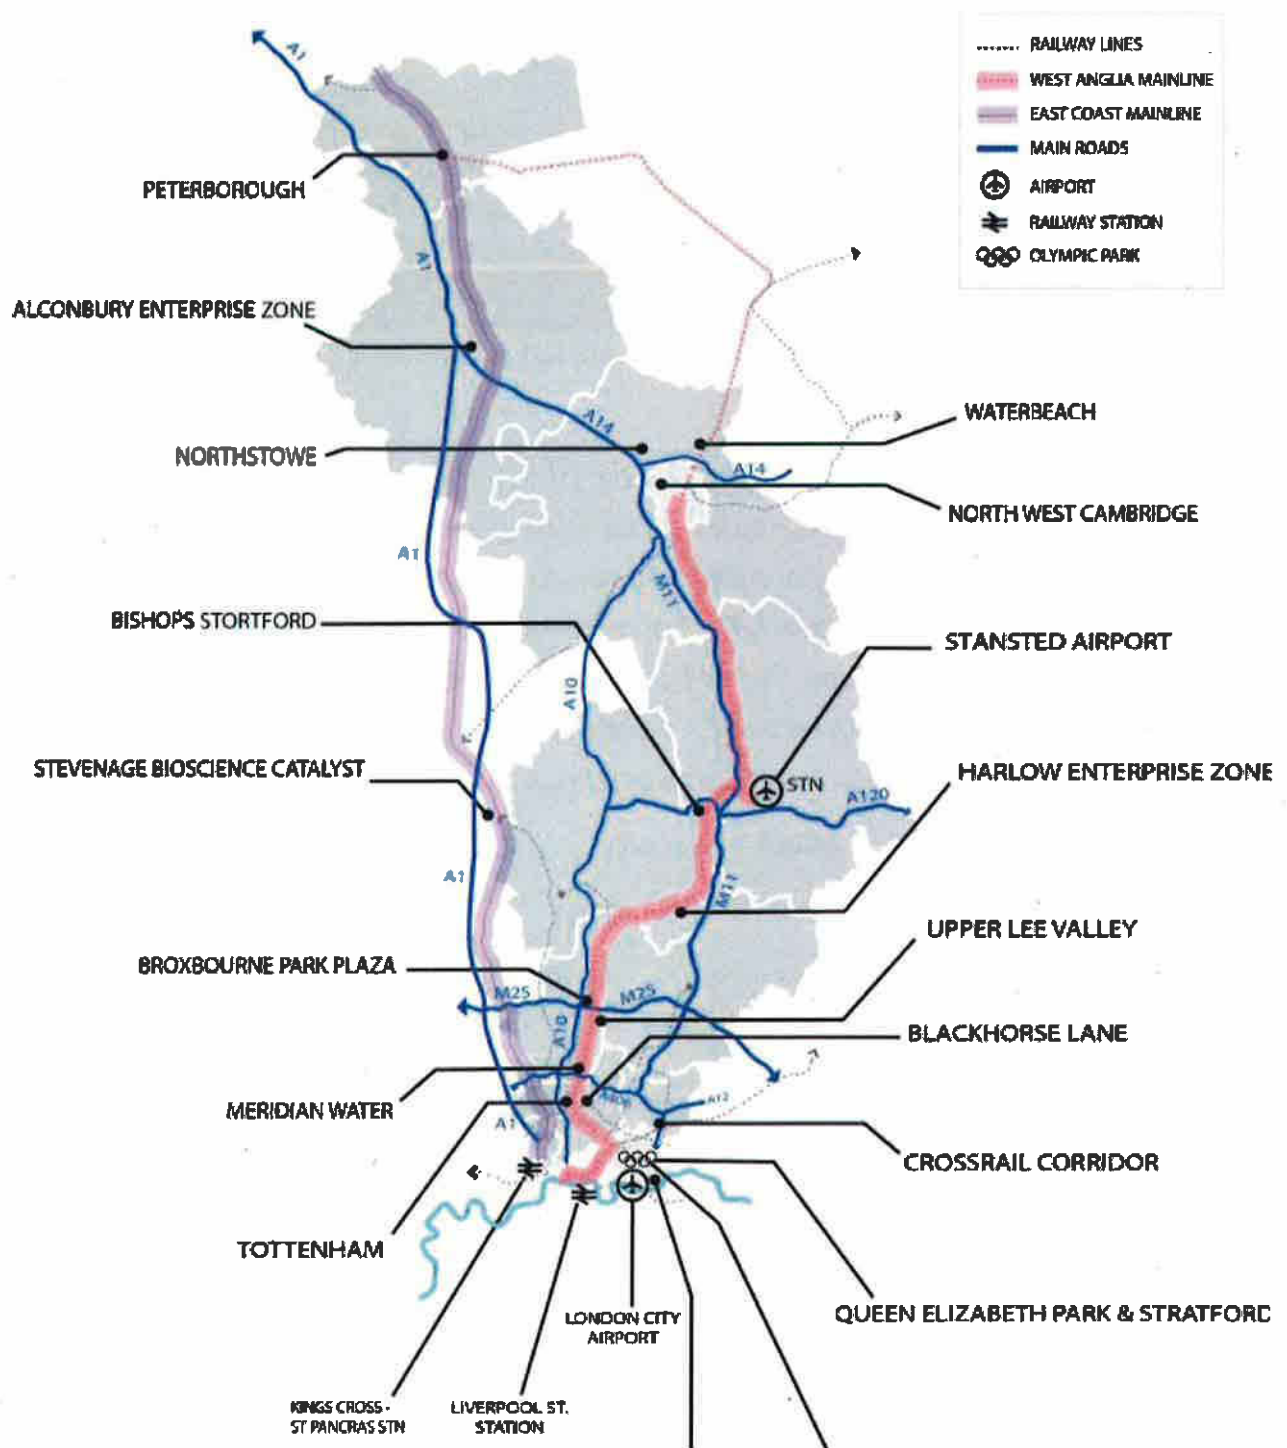 A1
RAILWAY LINES
WEST ANGLIA MAINLINE
EAST COAST MAINLINE
MAIN ROADS
AIRPORT
RAILWAY STATION
OLYMPIC PARK
PETERBOROUGH
A1
ALCONBURY ENTERPRISE ZONE
WATERBEACH
A14
NORTHSTOWE
A14
NORTH WEST CAMBRIDGE
A1
M11
BISHOPS STORTFORD
STANSTED AIRPORT
A10
STEVENAGE BIOSCIENCE CATALYST
HARLOW ENTERPRISE ZONE
STN
A120
A1
M11
UPPER LEE VALLEY
BROXBOURNE PARK PLAZA
M25
M25
A10
BLACKHORSE LANE
MERIDIAN WATER
A406
A12
A1
CROSSRAIL CORRIDOR
TOTTENHAM
QUEEN ELIZABETH PARK & STRATFORD
LONDON CITY
AIRPORT
KINGS CROSS -
ST PANCRAS STN
LIVERPOOL ST.
STATION